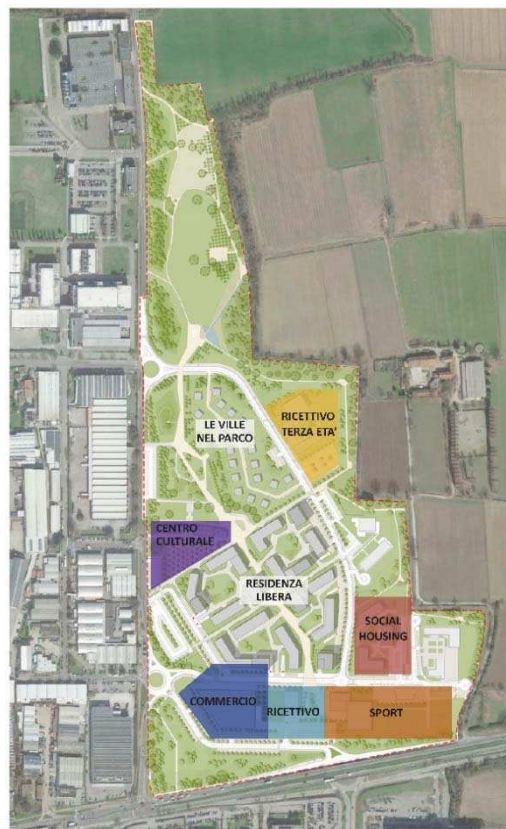 LE VILLE
NEL PARCO
RICETTIVO
TERZA ETA'
CENTRO
CULTURALE
RESIDENZA
LIBERA
SOCIAL
HOUSING
COMMERCIO
RICETTIVO
SPORT